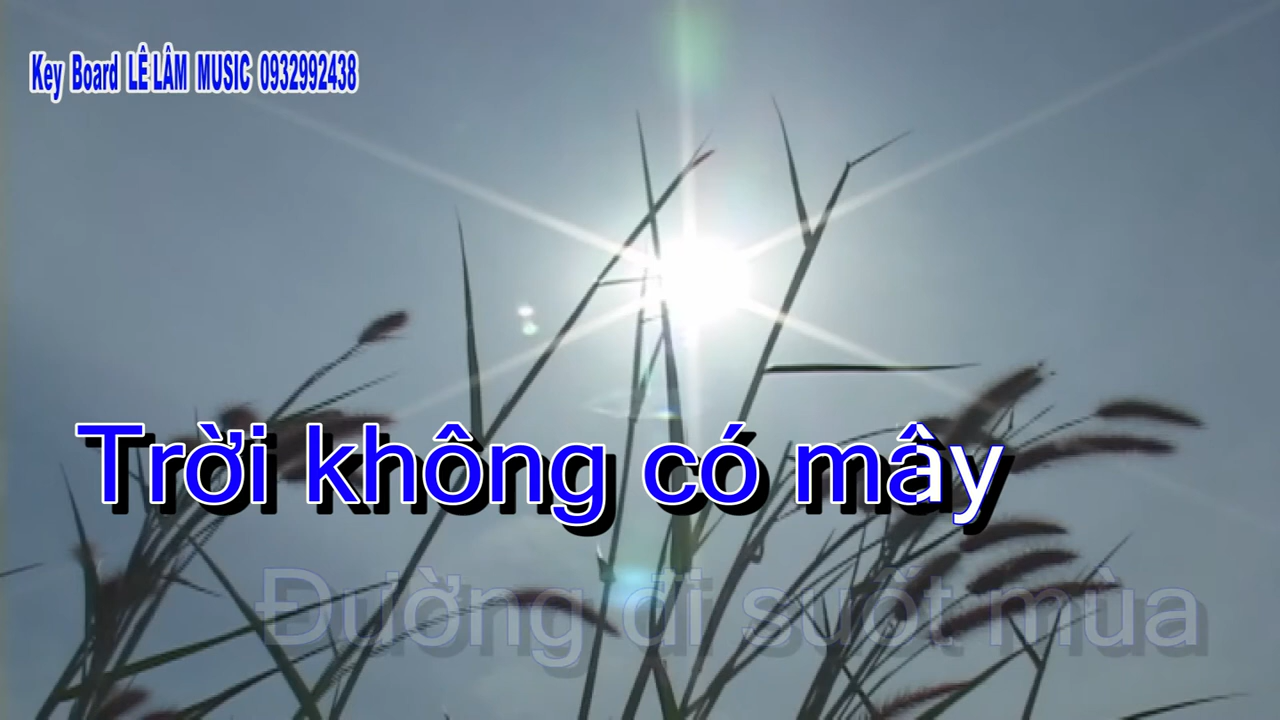 Key Board LÊ LÂM MUSIC 0932992438
Trời không có mây
Đường đi suốt mùa